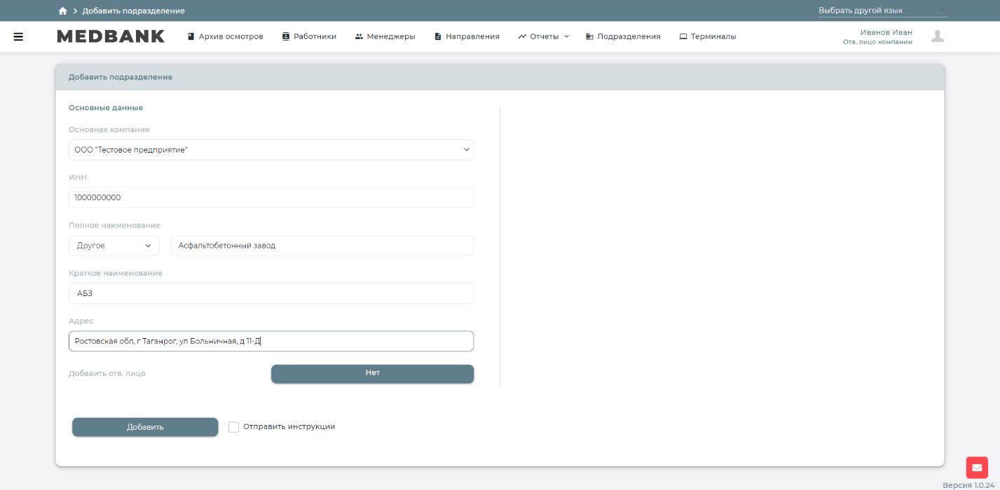 Добавить подразделение
Выбрать другой язык
MEDBANK
Архив осмотров
Работники
Менеджеры
Направления
Отчеты
Подразделения
Терминалы
Иванов Иван
Отв. лицо компании
Добавить подразделение
Основные данные
Основная компания
ООО "Тестовое предприятие"
ИНН
1000000000
Полное наименование
Другое
Асфальтобетонный завод
Краткое наименование
АБЗ
Адрес
Ростовская обл, г Таганрог, ул Больничная, д 11-Д
Добавить отв. лицо
Нет
Добавить
Отправить инструкции
Версия 1.0.24